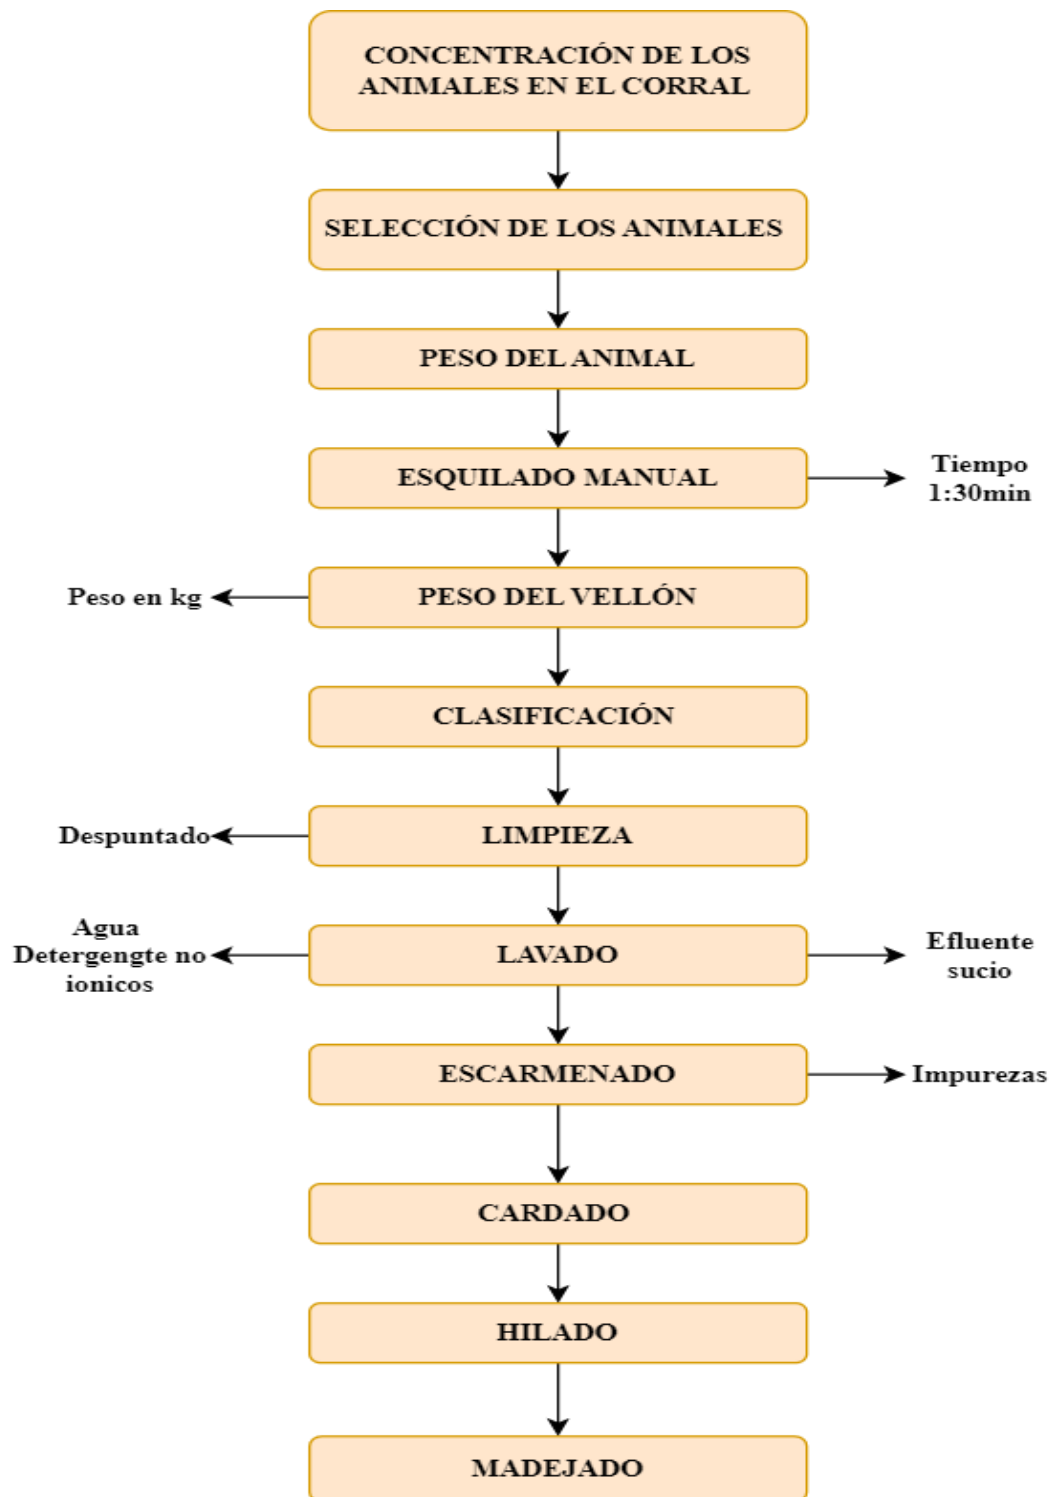 CONCENTRACIÓN DE LOS
ANIMALES EN EL CORRAL
SELECCIÓN DE LOS ANIMALES
PESO DEL ANIMAL
ESQUILADO MANUAL
Tiempo
1:30min
Peso en kg
PESO DEL VELLÓN
CLASIFICACIÓN
Despuntado
LIMPIEZA
Agua
Detergengte no
ionicos
LAVADO
Efluente
sucio
ESCARMENADO
Impurezas
CARDADO
HILADO
MADEJADO